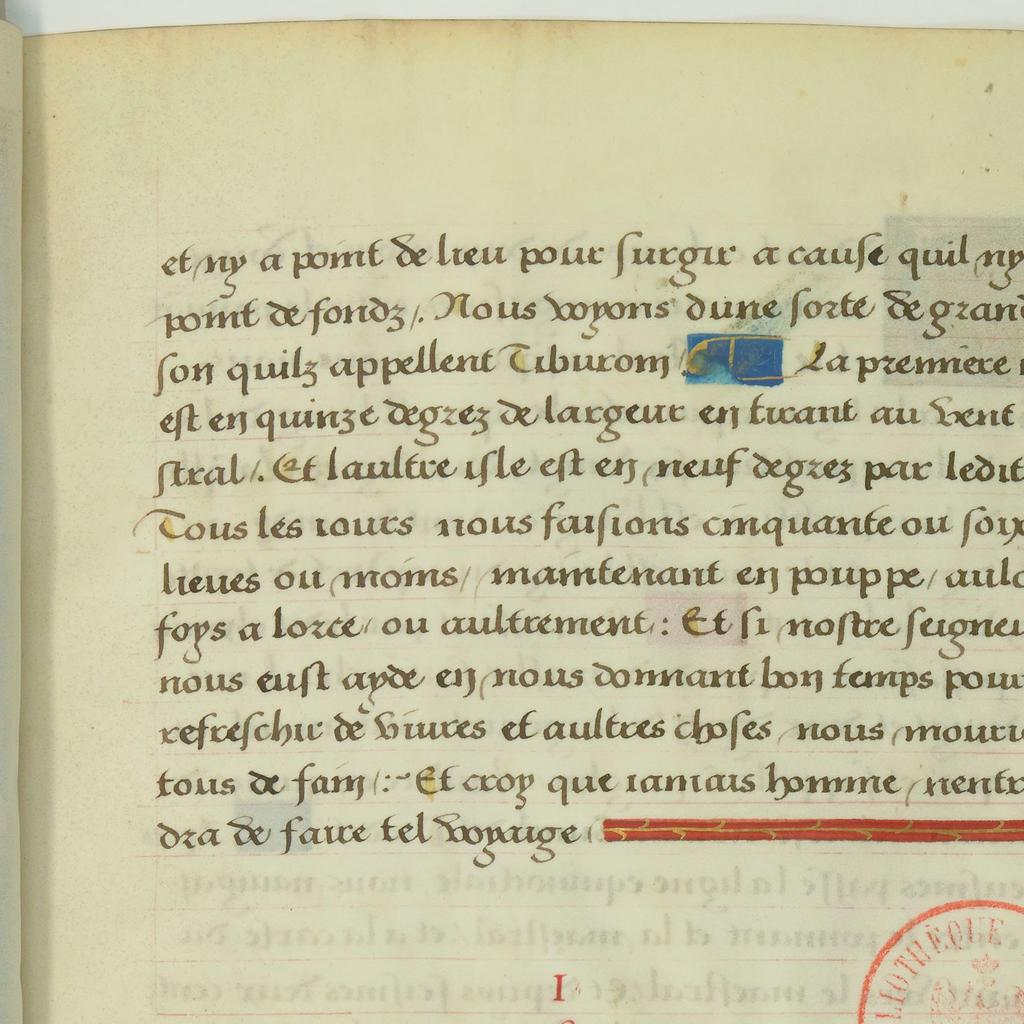 et ny a point de lieu pour surgir a cause quil ny
point de fondz /. Nous voyons dune sorte de grand
son quilz appellent Tiburom / La premiere
est en quinze degrez de largeur en tirant au vent
stral /. Et laultre isle est en neuf degrez par ledit
Tous les iours nous faisions cinquante ou soix
lieues ou moins / maintenant en pouppe / aulc
foys a lorce / ou aultrement / : Et si nostre seigneu
nous eust ayde en nous donnant bon temps pour
refreschir de viures et aultres choses nous mouri
tous de faim / :~ Et croy que iamais homme nentr
dra de faire tel voyaige
I
LIOTHÈQUE